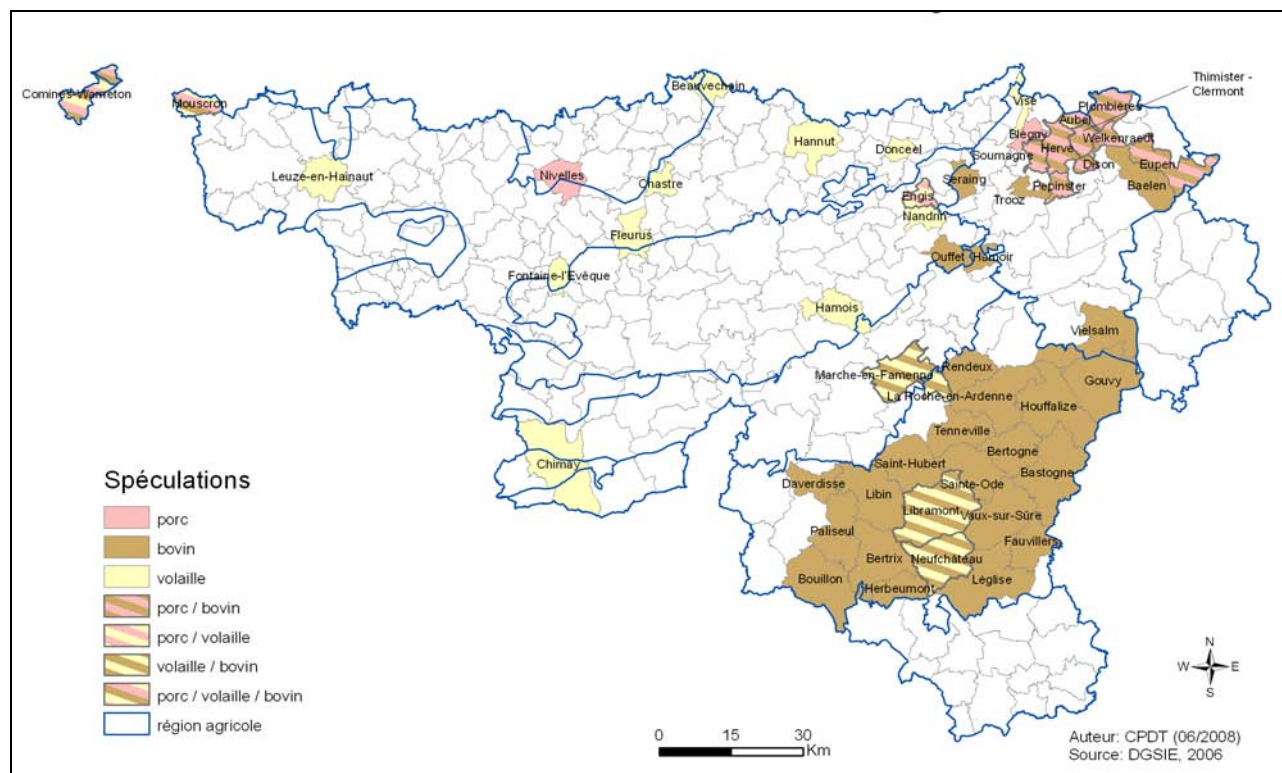 Beauvechain
Thimister -
Clermont
Comines-Warneton
Mouscron
Visé
Plombières
Aubel
Hannut
Blégny
Welkenraedt
Donceel
Soumagne
Herve
Leuze-en-Hainaut
Nivelles
Chastre
Seraing
Dison
Eupen
Engis
Trooz
Pepinster
Baelen
Nandrin
Fleurus
Ouffet
Hamoir
Fontaine-l'Evêque
Hamois
Vielsalm
Marche-en-Famenne
Rendeux
Gouvy
La Roche-en-Ardenne
Houffalize
Tenneville
Bertogne
Chimay
Saint-Hubert
Bastogne
Daverdisse
Sainte-Ode
Libin
Libramont
Vaux-sur-Sûre
Paliseul
Fauvillers
Bertrix
Neufchâteau
Bouillon
Léglise
Herbeumont
Spéculations
porc
bovin
volaille
porc / bovin
porc / volaille
volaille / bovin
porc / volaille / bovin
région agricole
0 15 30
Km
N
W E
S
Auteur: CPDT (06/2008)
Source: DGSIE, 2006